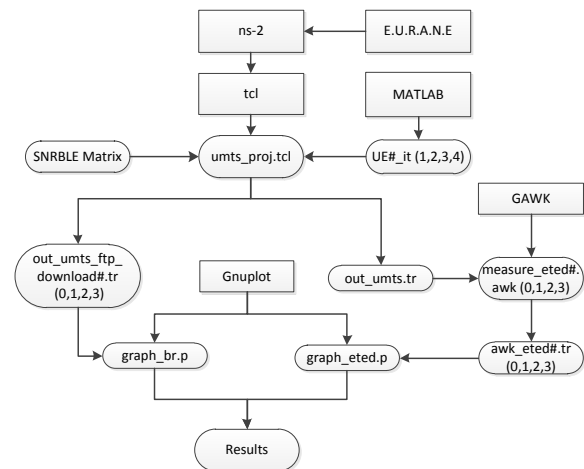 ns-2
E.U.R.A.N.E
tcl
MATLAB
SNRBLE Matrix
umts_proj.tcl
UE#_it (1,2,3,4)
GAWK
out_umts_ftp_
download#.tr
(0,1,2,3)
Gnuplot
out_umts.tr
measure_eted#.
awk (0,1,2,3)
graph_br.p
graph_eted.p
awk_eted#.tr
(0,1,2,3)
Results